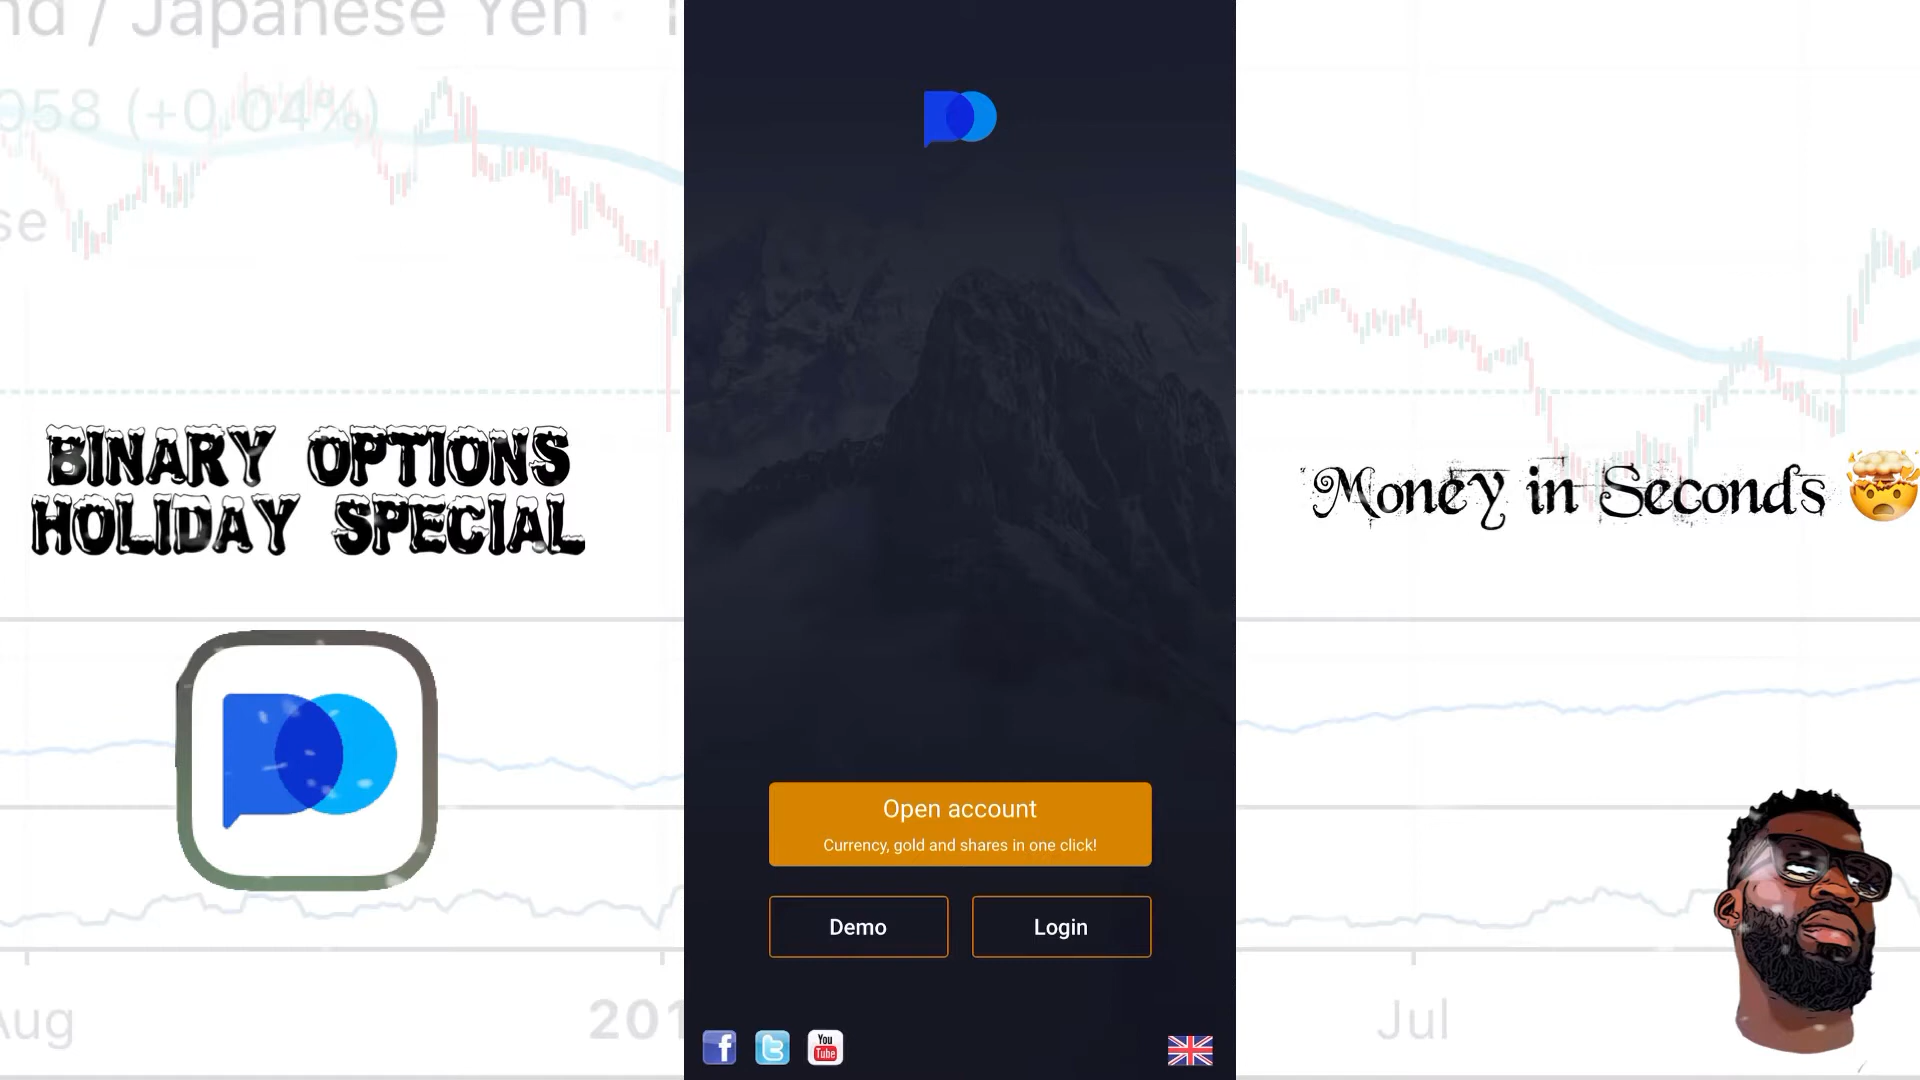 / Japanese Yen
058 (+0.04%)
se
BINARY OPTIONS
HOLIDAY SPECIAL
Money in Seconds 🤯
Open account
Currency, gold and shares in one click!
Demo
Login
You
Tube
Aug
201
Jul